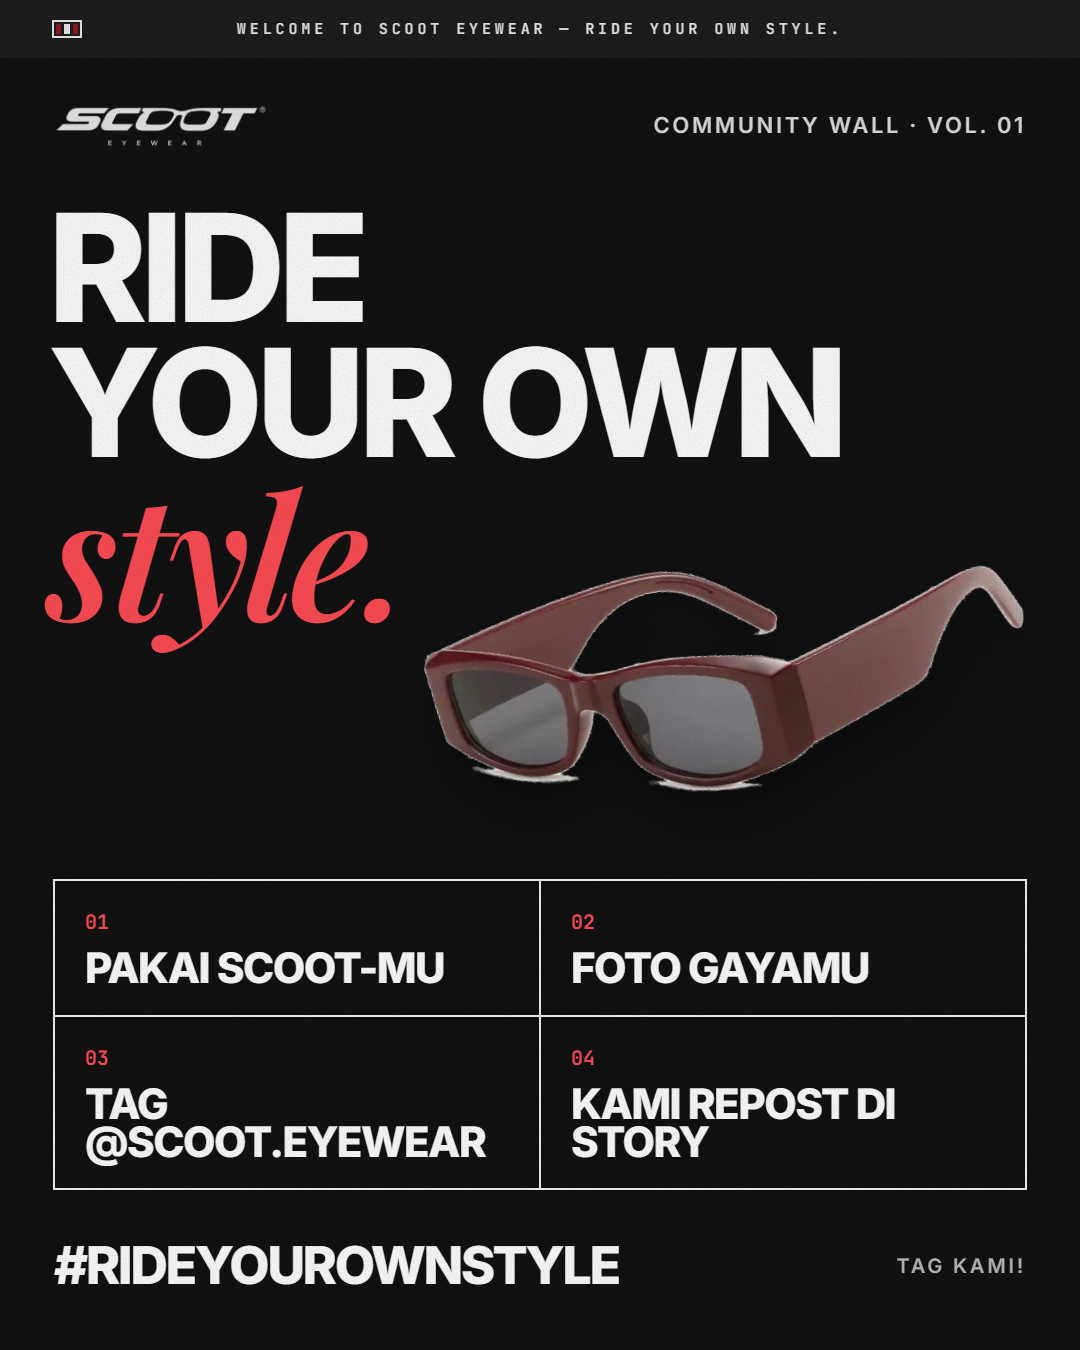 WELCOME TO SCOOT EYEWEAR — RIDE YOUR OWN STYLE.
SCOOT®
EYEWEAR
COMMUNITY WALL · VOL. 01
RIDE
YOUR OWN
style.
01
PAKAI SCOOT-MU
02
FOTO GAYAMU
03
TAG
@SCOOT.EYEWEAR
04
KAMI REPOST DI
STORY
#RIDEYOUROWNSTYLE
TAG KAMI!